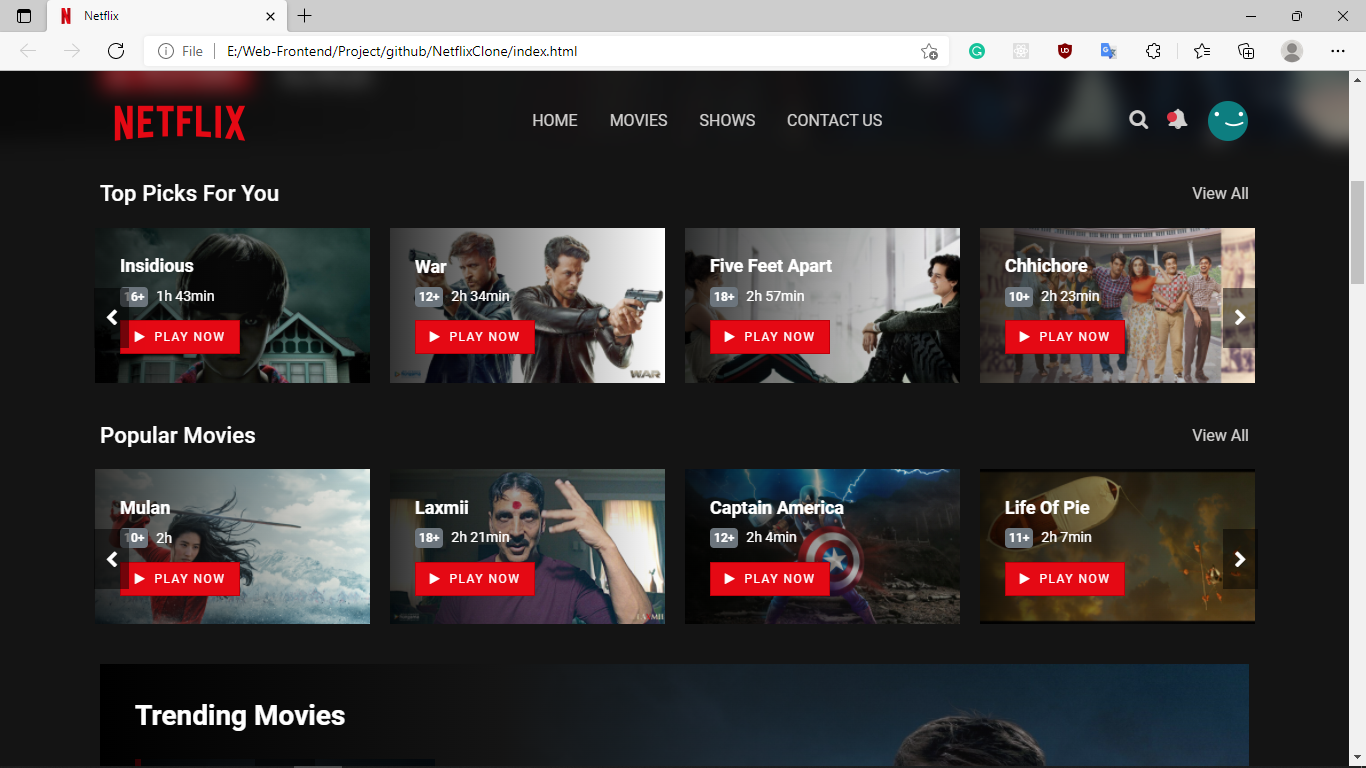 Netflix
File
E:/Web-Frontend/Project/github/NetflixClone/index.html
NETFLIX
HOME MOVIES SHOWS CONTACT US
Top Picks For You
View All
Insidious
16+ 1h 43min
PLAY NOW
War
12+ 2h 34min
PLAY NOW
WAR
Five Feet Apart
18+ 2h 57min
PLAY NOW
Chhichore
10+ 2h 23min
PLAY NOW
Popular Movies
View All
Mulan
10+ 2h
PLAY NOW
Laxmii
18+ 2h 21min
PLAY NOW
Captain America
12+ 2h 4min
PLAY NOW
Life Of Pie
11+ 2h 7min
PLAY NOW
Trending Movies